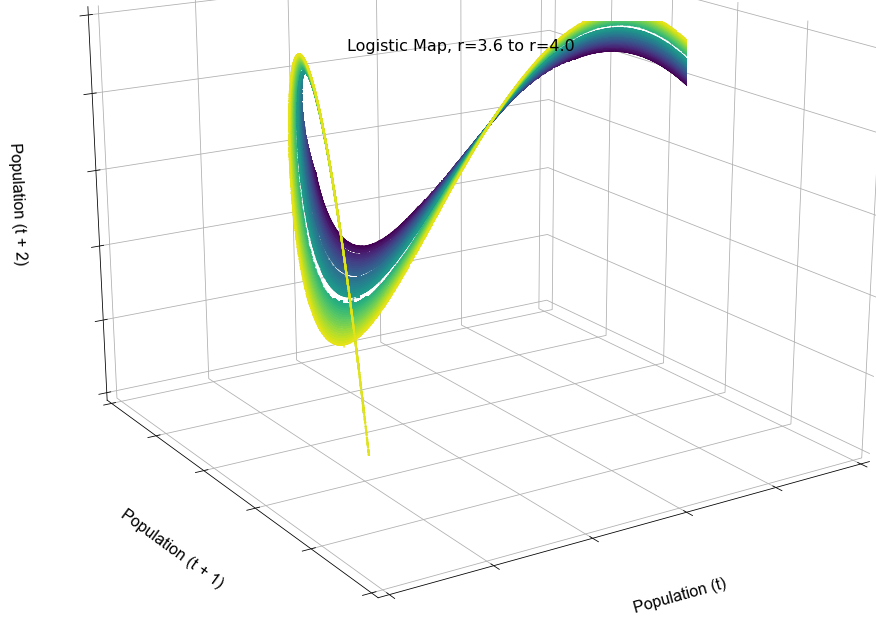 Logistic Map, r=3.6 to r=4.0
Population (t + 2)
Population (t + 1)
Population (t)